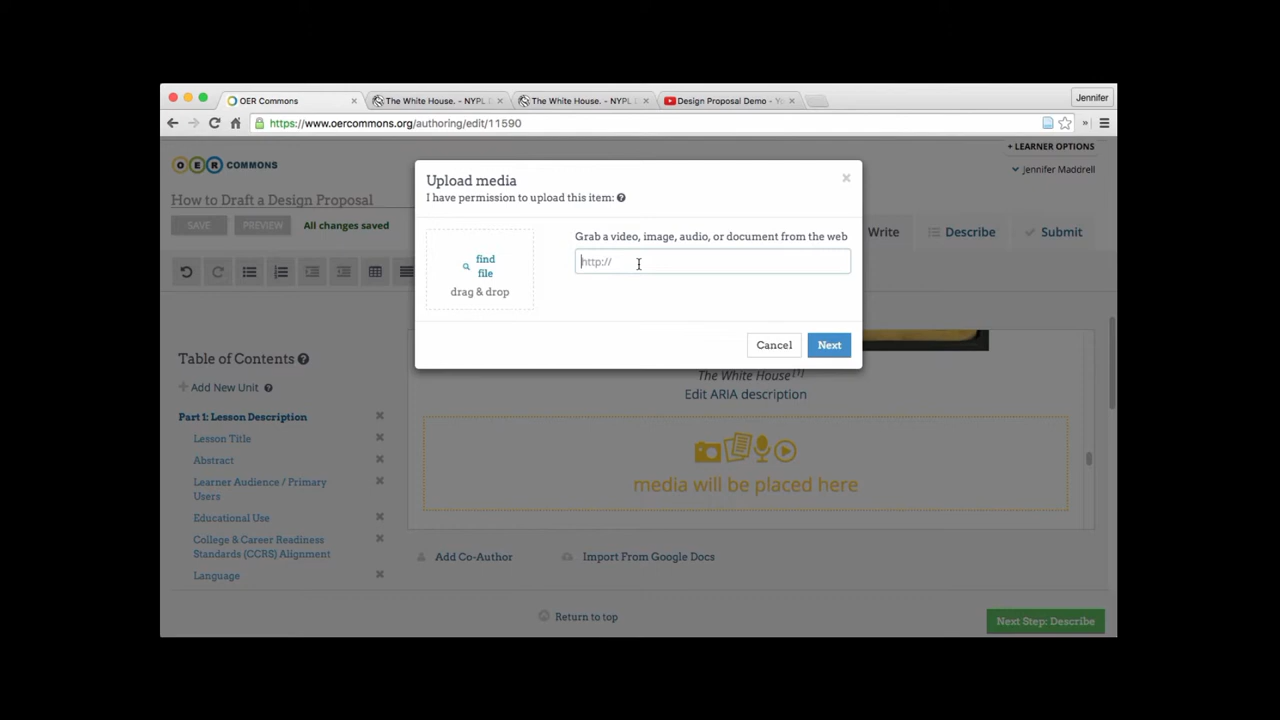 OER Commons
The White House. - NYPL
The White House. - NYPL
Design Proposal Demo - Yo
Jennifer
https://www.oercommons.org/authoring/edit/11590
OER COMMONS
+ LEARNER OPTIONS
Jennifer Maddrell
How to Draft a Design Proposal
SAVE
PREVIEW
All changes saved
Write
Describe
Submit
Upload media
I have permission to upload this item:
find
file
drag & drop
Grab a video, image, audio, or document from the web
http://
Cancel
Next
Table of Contents
Add New Unit
Part 1: Lesson Description
Lesson Title
Abstract
Learner Audience / Primary
Users
Educational Use
College & Career Readiness
Standards (CCRS) Alignment
Language
The White House [1]
Edit ARIA description
media will be placed here
Add Co-Author
Import From Google Docs
Return to top
Next Step: Describe